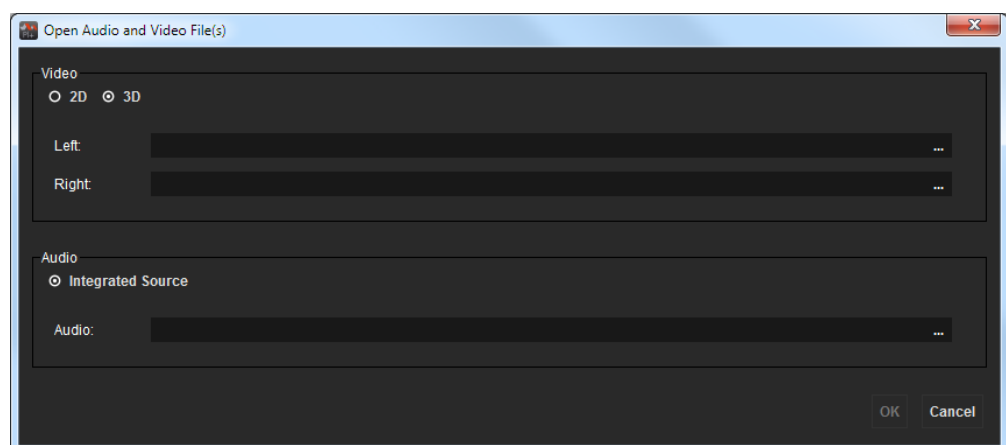 Open Audio and Video File(s)
Video
2D 3D
Left: ...
Right: ...
Audio
Integrated Source
Audio: ...
OK Cancel